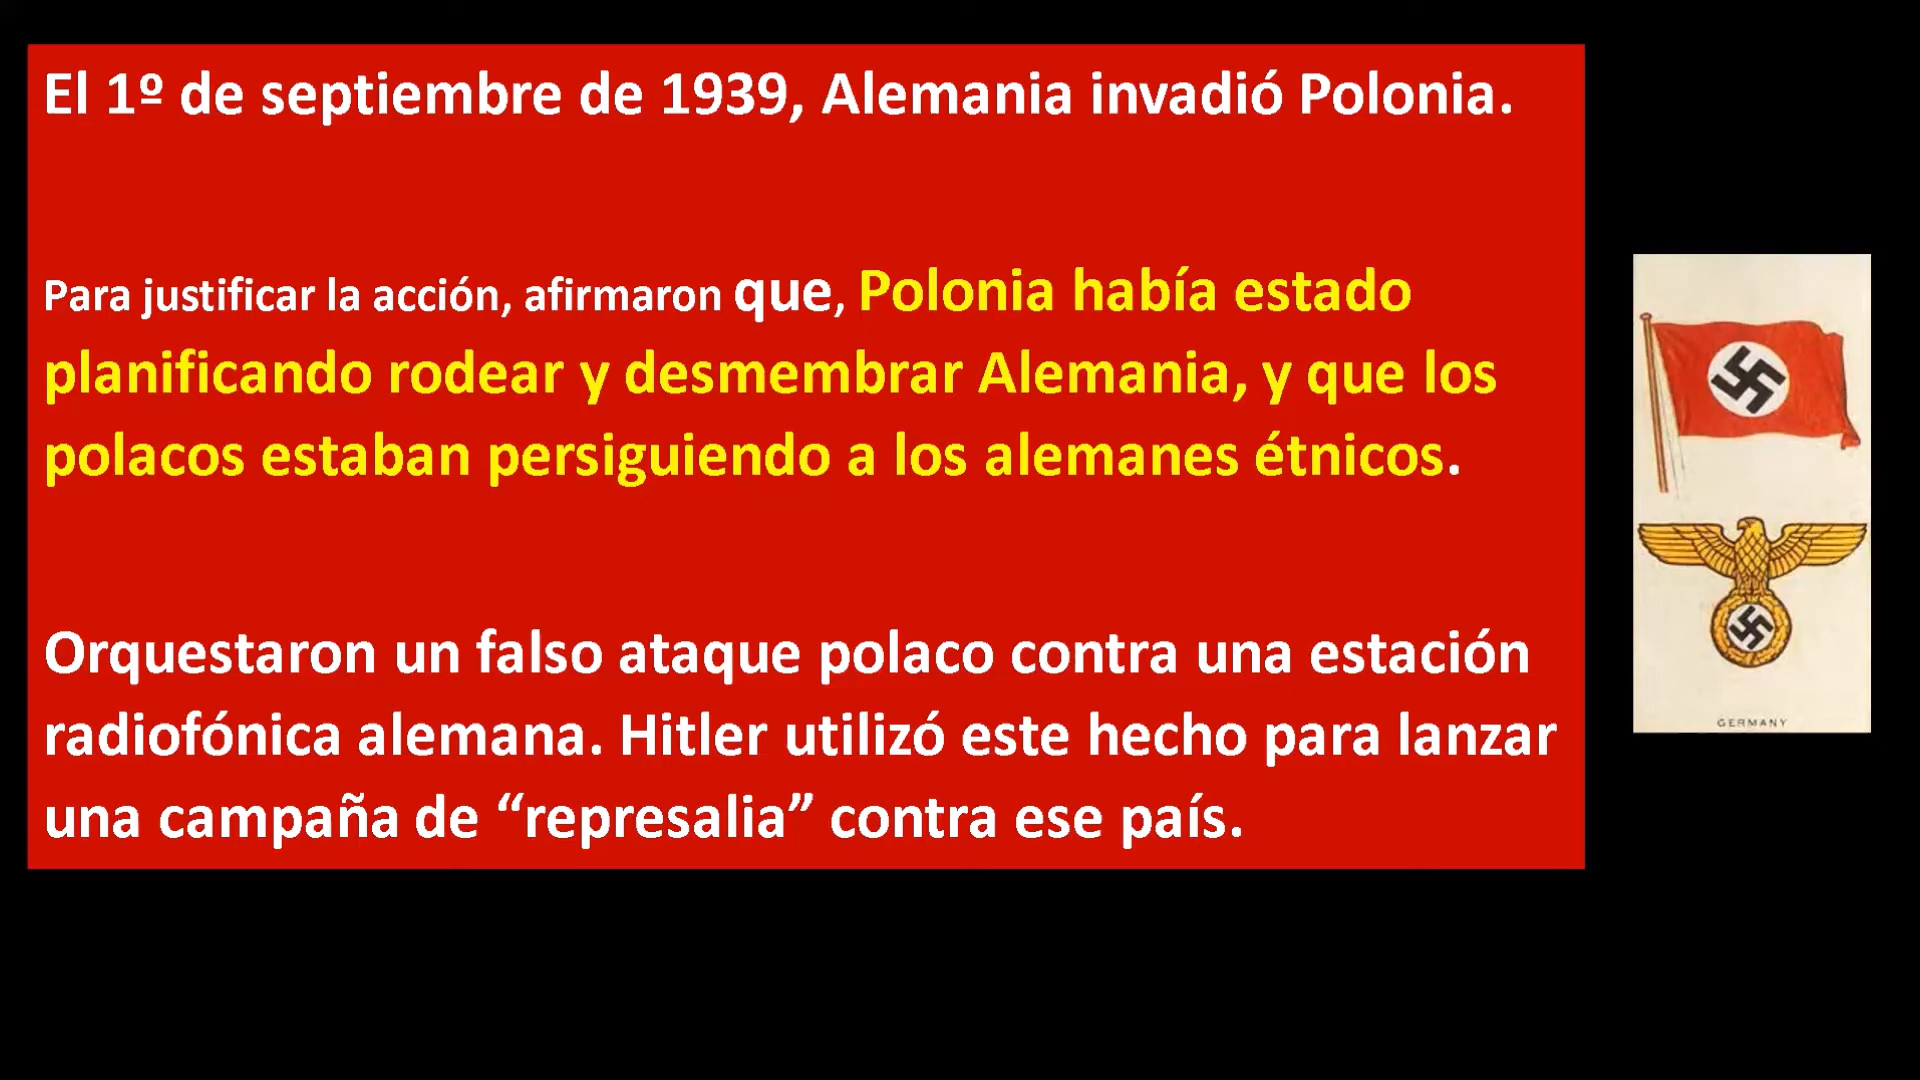 El 1º de septiembre de 1939, Alemania invadió Polonia.
Para justificar la acción, afirmaron que, Polonia había estado
planificando rodear y desmembrar Alemania, y que los
polacos estaban persiguiendo a los alemanes étnicos.
Orquestaron un falso ataque polaco contra una estación
radiofónica alemana. Hitler utilizó este hecho para lanzar
una campaña de “represalia” contra ese país.
GERMANY